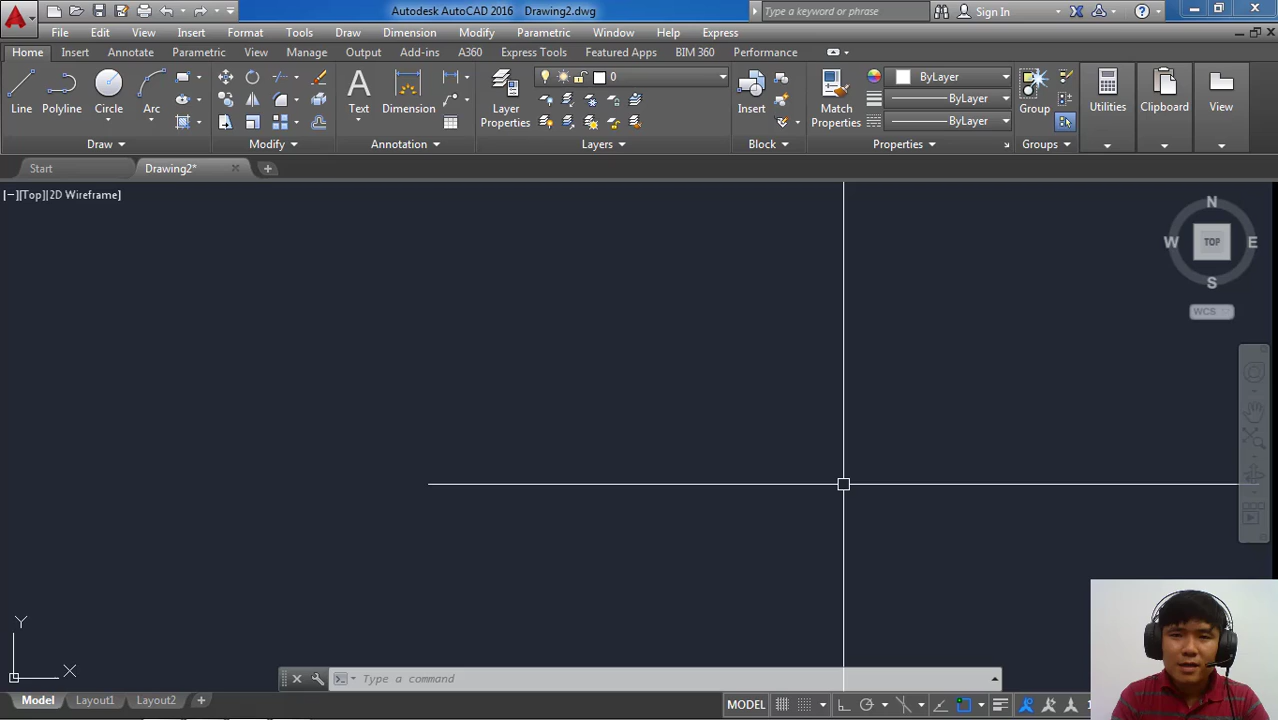 Autodesk AutoCAD 2016 Drawing2.dwg
Type a keyword or phrase
Sign In
File Edit View Insert Format Tools Draw Dimension Modify Parametric Window Help Express
Home Insert Annotate Parametric View Manage Output Add-ins A360 Express Tools Featured Apps BIM 360 Performance
0
ByLayer
ByLayer
ByLayer
Line Polyline Circle Arc
Text Dimension
Layer Properties
Insert
Match Properties
Group
Utilities Clipboard View
Draw Modify Annotation Layers Block Properties Groups
Start Drawing2*
[−][Top][2D Wireframe]
N
W TOP E
S
WCS
Y
X
Type a command
Model Layout1 Layout2
MODEL